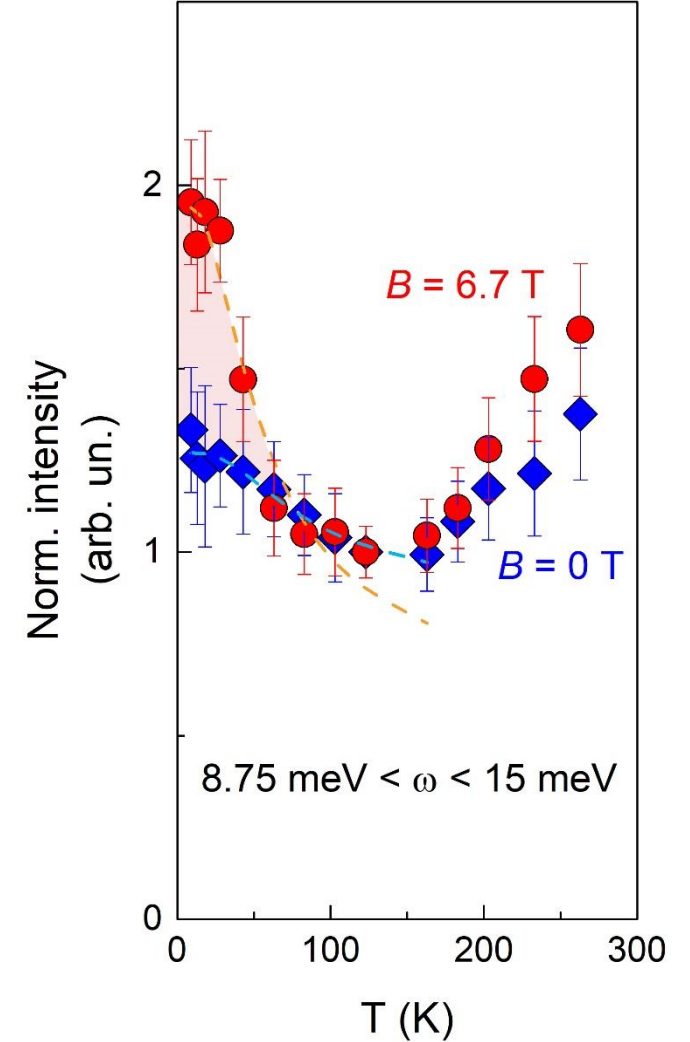 2
B = 6.7 T
Norm. intensity
(arb. un.)
1
B = 0 T
8.75 meV < ω < 15 meV
0
0 100 200 300
T (K)